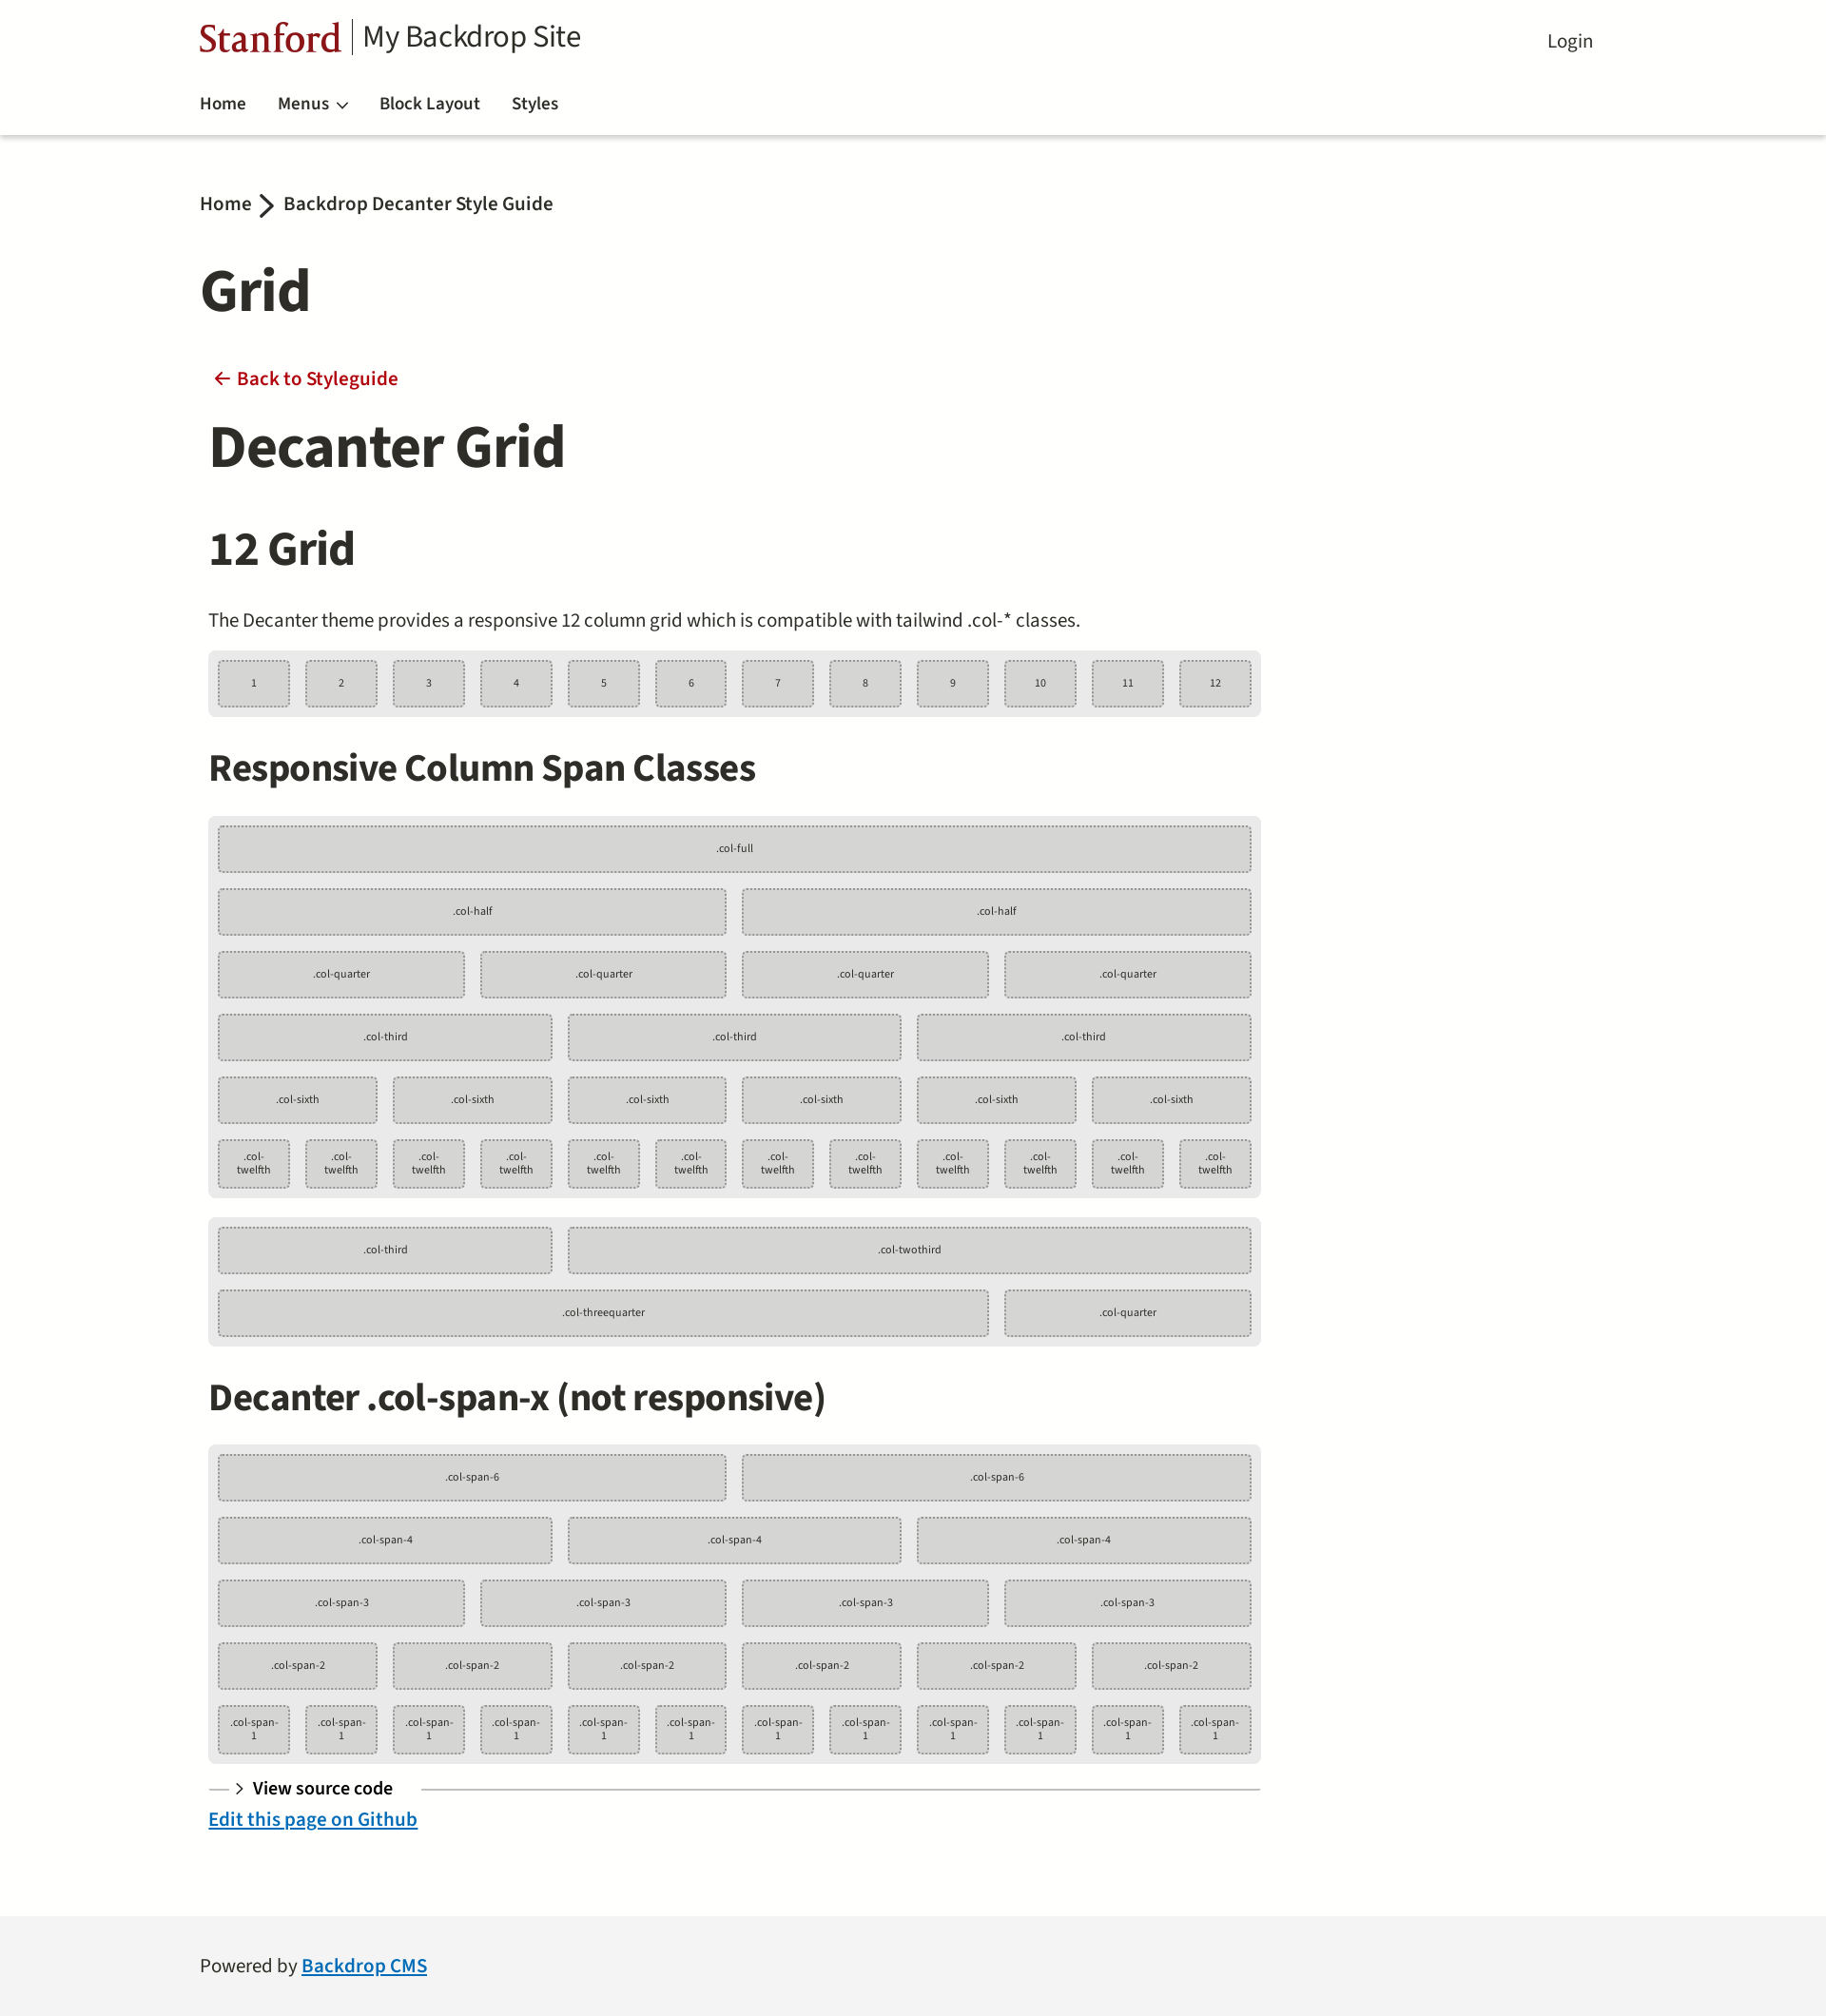 Stanford My Backdrop Site
Login
Home Menus Block Layout Styles
Home Backdrop Decanter Style Guide
Grid
Back to Styleguide
Decanter Grid
12 Grid
The Decanter theme provides a responsive 12 column grid which is compatible with tailwind .col-* classes.
1 2 3 4 5 6 7 8 9 10 11 12
Responsive Column Span Classes
.col-full
.col-half .col-half
.col-quarter .col-quarter .col-quarter .col-quarter
.col-third .col-third .col-third
.col-sixth .col-sixth .col-sixth .col-sixth .col-sixth .col-sixth
.col- .col- .col- .col- .col- .col- .col- .col- .col- .col- .col- .col-
twelfth twelfth twelfth twelfth twelfth twelfth twelfth twelfth twelfth twelfth twelfth twelfth
.col-third .col-twothird
.col-threequarter .col-quarter
Decanter .col-span-x (not responsive)
.col-span-6 .col-span-6
.col-span-4 .col-span-4 .col-span-4
.col-span-3 .col-span-3 .col-span-3 .col-span-3
.col-span-2 .col-span-2 .col-span-2 .col-span-2 .col-span-2 .col-span-2
.col-span- .col-span- .col-span- .col-span- .col-span- .col-span- .col-span- .col-span- .col-span- .col-span- .col-span- .col-span-
1 1 1 1 1 1 1 1 1 1 1 1
View source code
Edit this page on Github
Powered by Backdrop CMS